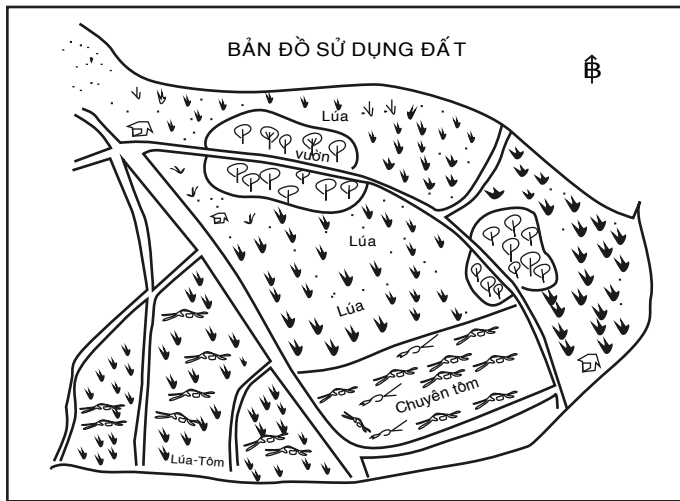 BẢN ĐỒ SỬ DỤNG ĐẤT
B
Lúa
vườn
Lúa
Lúa
Chuyên tôm
Lúa-Tôm